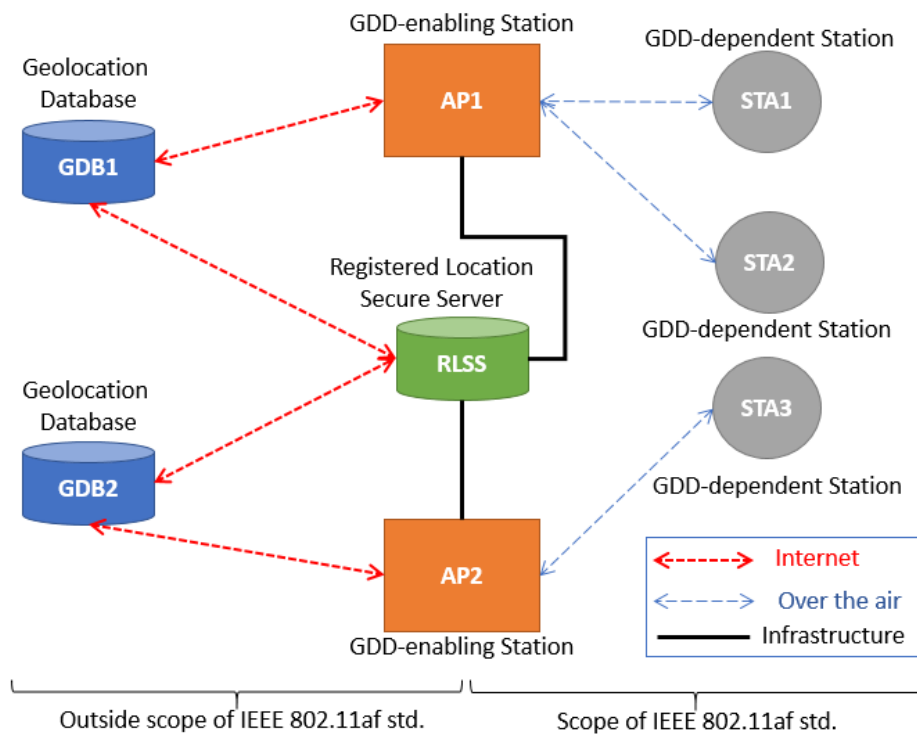 GDD-enabling Station
GDD-dependent Station
Geolocation
Database
AP1
STA1
GDB1
Registered Location
Secure Server
STA2
GDD-dependent Station
RLSS
Geolocation
Database
STA3
GDB2
GDD-dependent Station
AP2
Internet
Over the air
Infrastructure
GDD-enabling Station
Outside scope of IEEE 802.11af std.
Scope of IEEE 802.11af std.